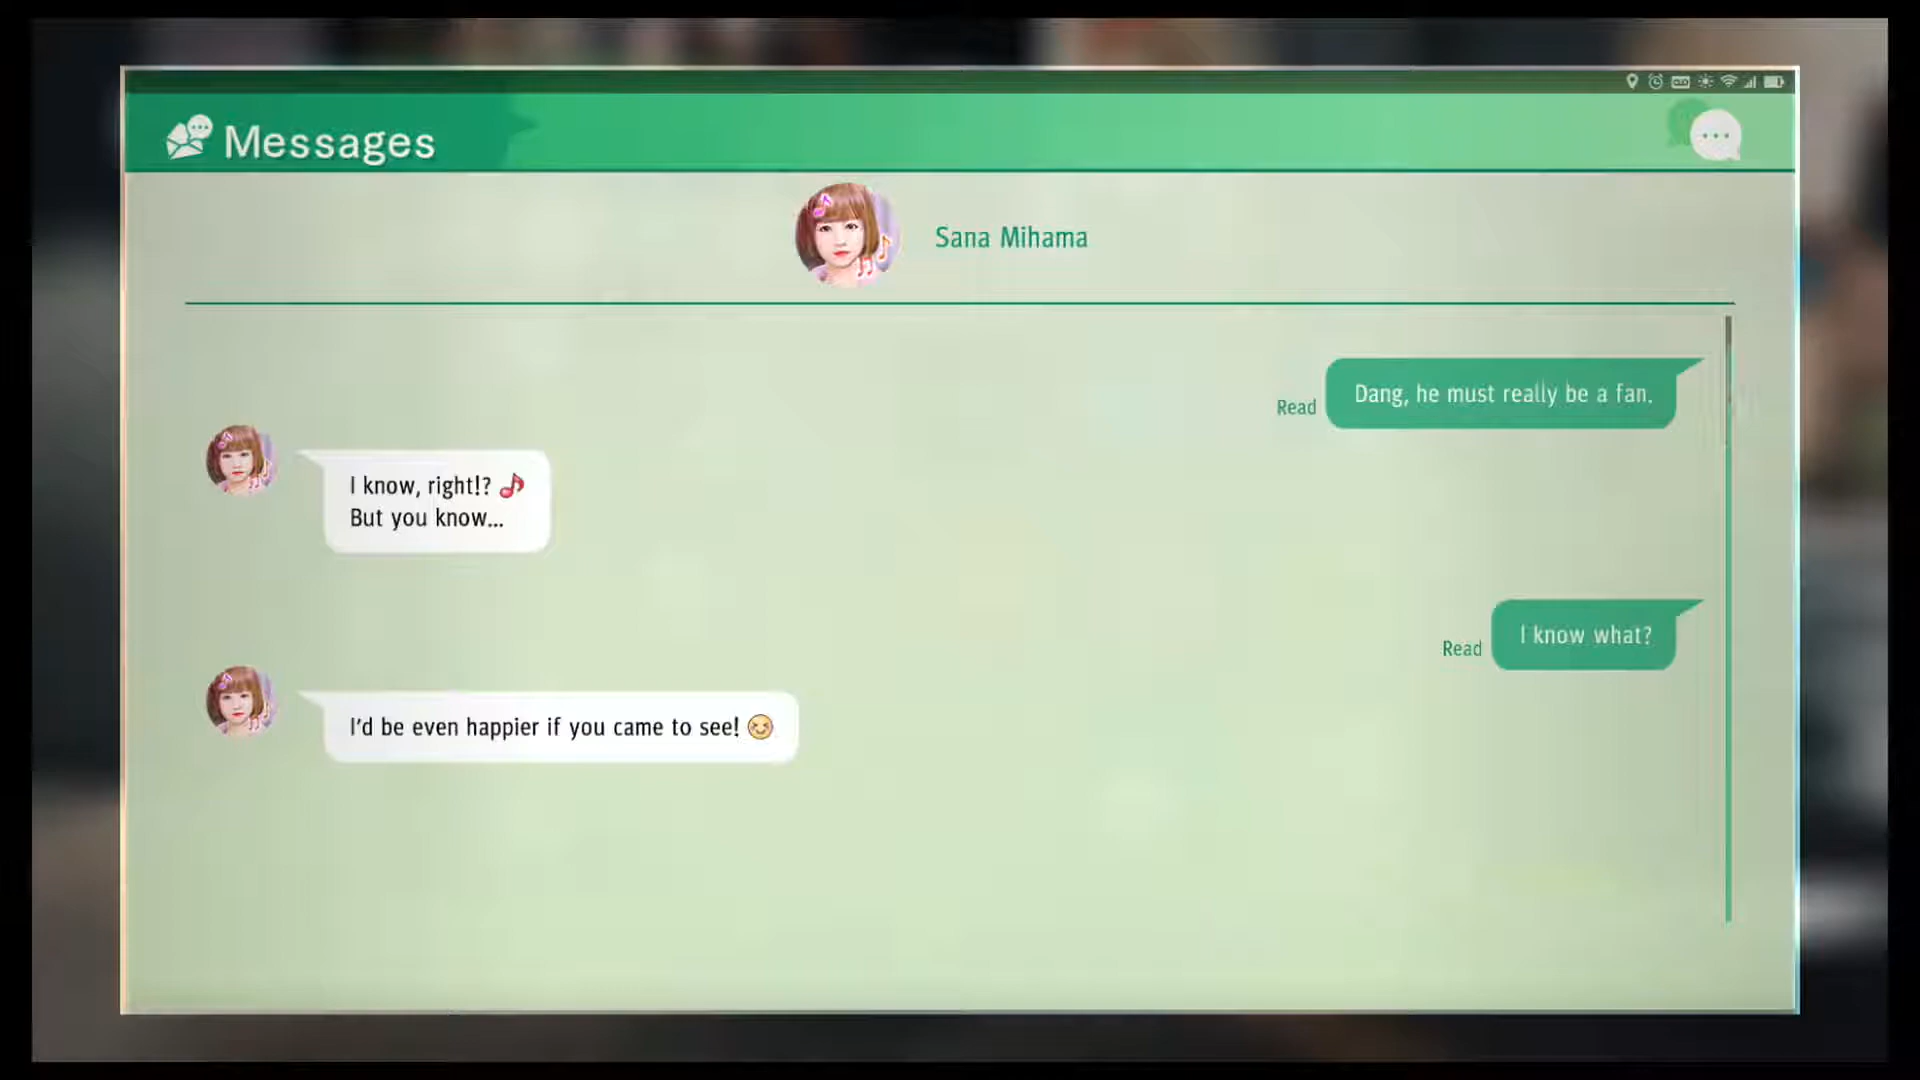 Messages
Sana Mihama
Dang, he must really be a fan.
Read
I know, right!?
But you know...
I know what?
Read
I'd be even happier if you came to see!